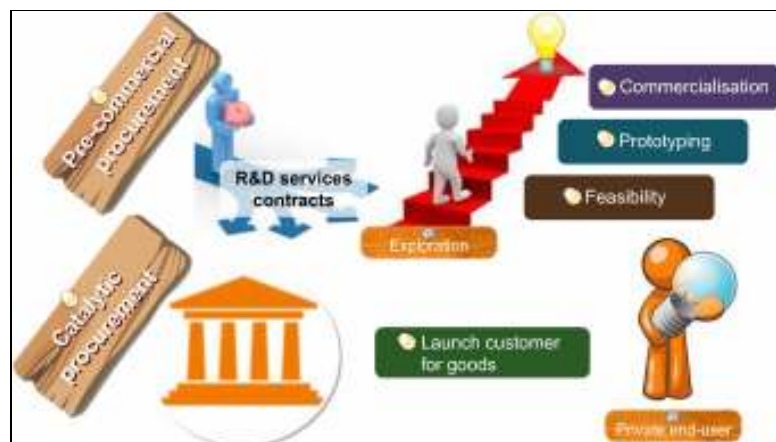 Pre-commercial
procurement
R&D services
contracts
Commercialisation
Prototyping
Feasibility
Exploration
Catalytic
procurement
Launch customer
for goods
Private end-user